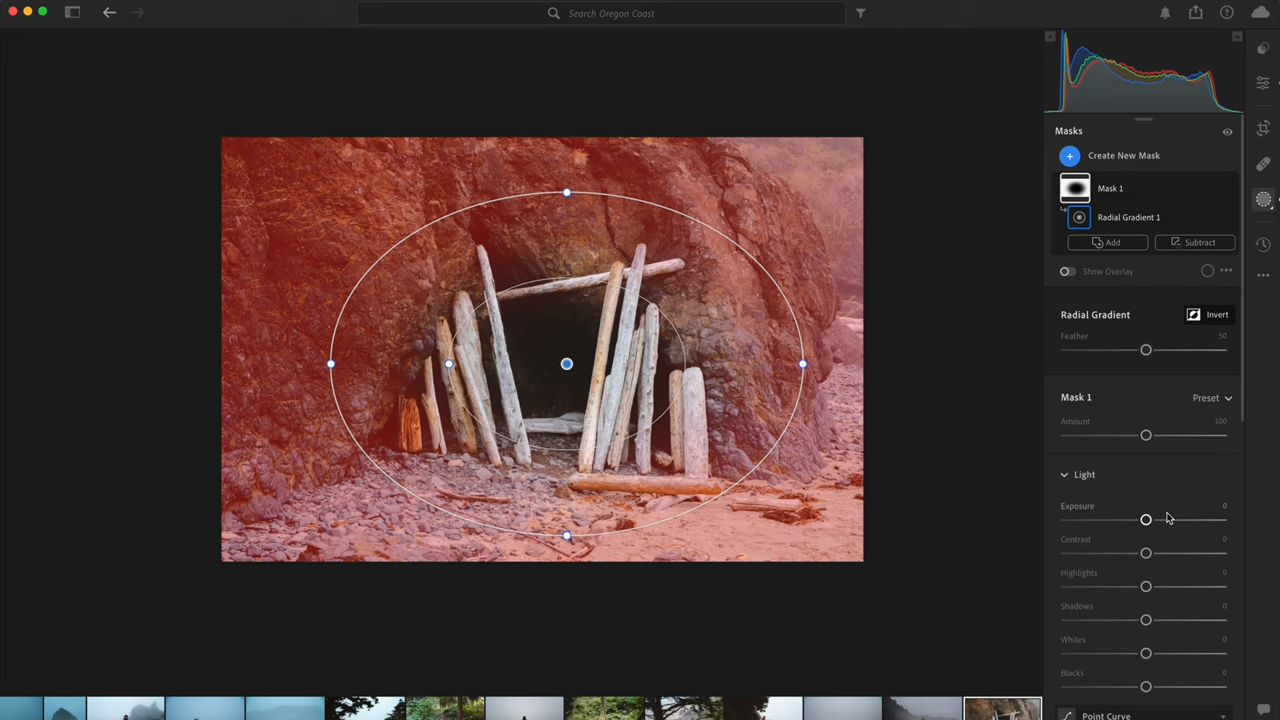 Search Oregon Coast
Masks
Create New Mask
Mask 1
Radial Gradient 1
Add
Subtract
Show Overlay
Radial Gradient
Invert
Feather 50
Mask 1
Preset
Amount 100
Light
Exposure 0
Contrast 0
Highlights 0
Shadows 0
Whites 0
Blacks 0
Point Curve